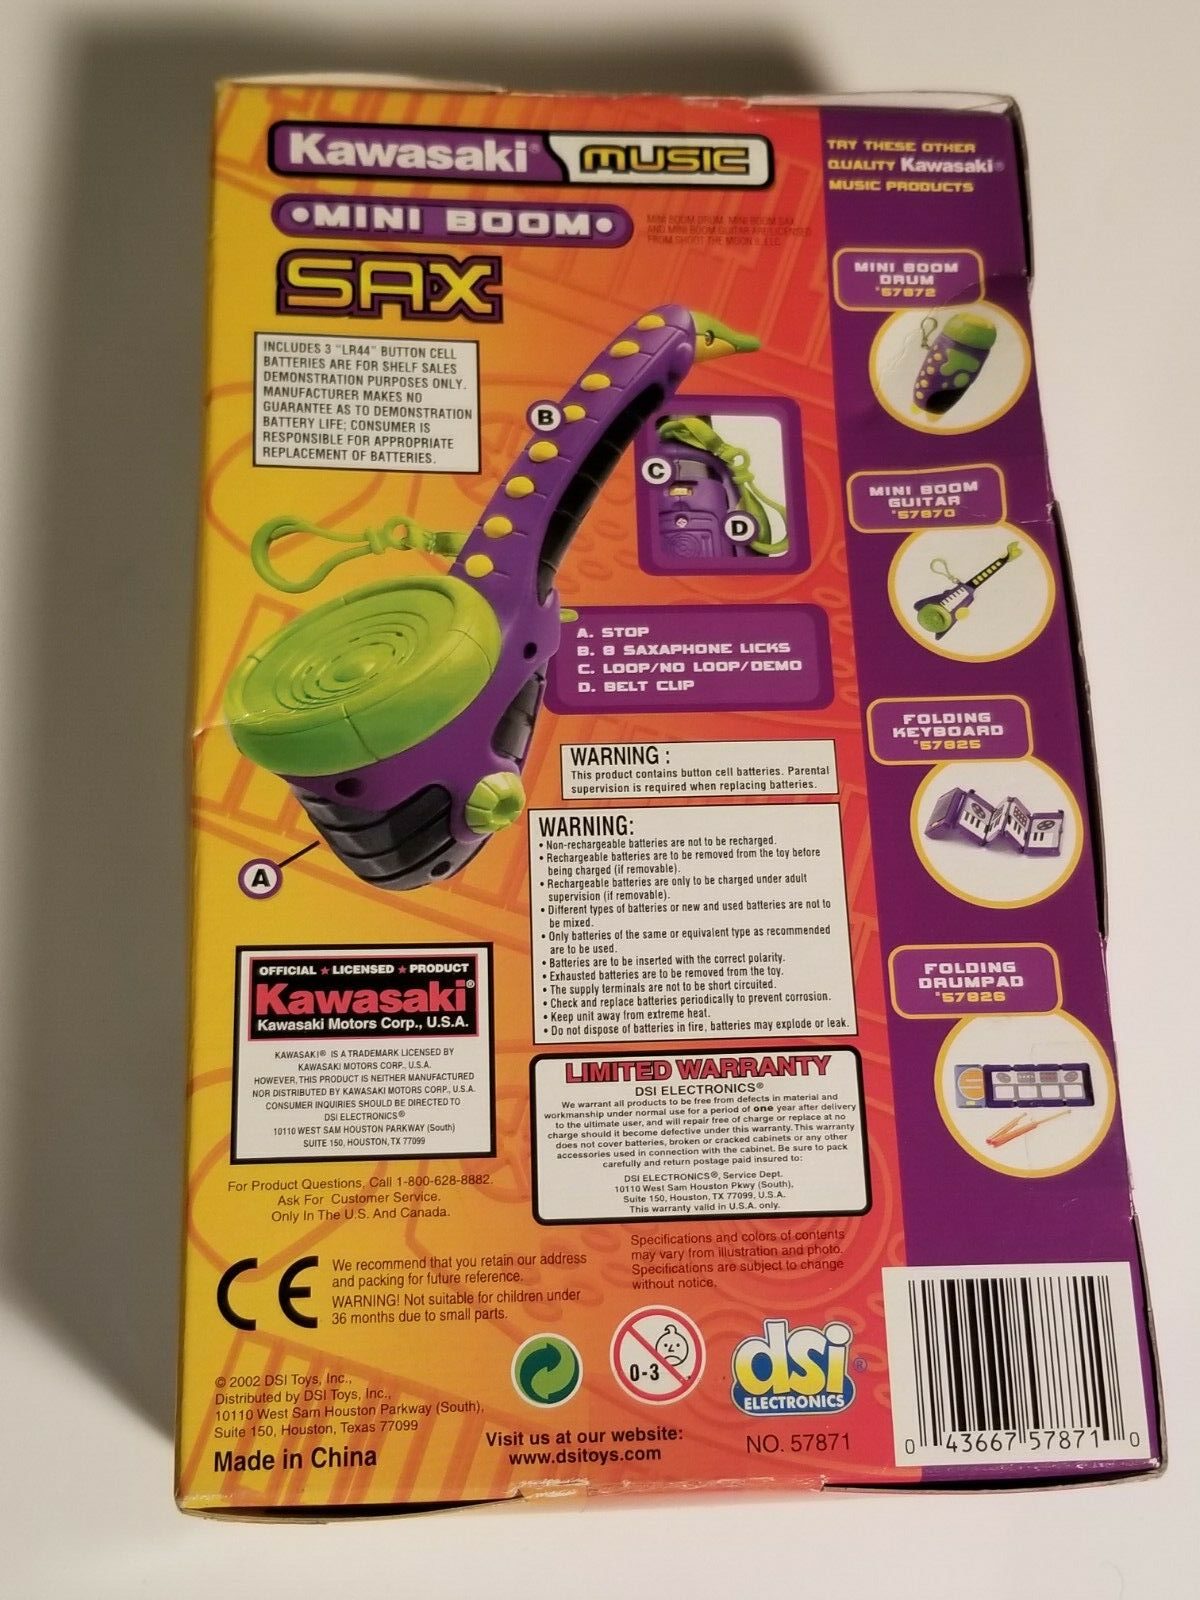 Kawasaki® MUSIC
•MINI BOOM•
MINI BOOM DRUM, MINI BOOM SAX
AND MINI BOOM GUITAR ARE LICENSED
FROM SHOOT THE MOON II, LLC
SAX
INCLUDES 3 "LR44" BUTTON CELL
BATTERIES ARE FOR SHELF SALES
DEMONSTRATION PURPOSES ONLY.
MANUFACTURER MAKES NO
GUARANTEE AS TO DEMONSTRATION
BATTERY LIFE; CONSUMER IS
RESPONSIBLE FOR APPROPRIATE
REPLACEMENT OF BATTERIES.
B
C
D
A. STOP
B. 8 SAXAPHONE LICKS
C. LOOP/NO LOOP/DEMO
D. BELT CLIP
A
WARNING :
This product contains button cell batteries. Parental
supervision is required when replacing batteries.
WARNING:
• Non-rechargeable batteries are not to be recharged.
• Rechargeable batteries are to be removed from the toy before
being charged (if removable).
• Rechargeable batteries are only to be charged under adult
supervision (if removable).
• Different types of batteries or new and used batteries are not to
be mixed.
• Only batteries of the same or equivalent type as recommended
are to be used.
• Batteries are to be inserted with the correct polarity.
• Exhausted batteries are to be removed from the toy.
• The supply terminals are not to be short circuited.
• Check and replace batteries periodically to prevent corrosion.
• Keep unit away from extreme heat.
• Do not dispose of batteries in fire, batteries may explode or leak.
OFFICIAL ★ LICENSED ★ PRODUCT
Kawasaki®
Kawasaki Motors Corp., U.S.A.
KAWASAKI® IS A TRADEMARK LICENSED BY
KAWASAKI MOTORS CORP., U.S.A.
HOWEVER, THIS PRODUCT IS NEITHER MANUFACTURED
NOR DISTRIBUTED BY KAWASAKI MOTORS CORP., U.S.A.
CONSUMER INQUIRIES SHOULD BE DIRECTED TO
DSI ELECTRONICS®
10110 WEST SAM HOUSTON PARKWAY (South)
SUITE 150, HOUSTON, TX 77099
LIMITED WARRANTY
DSI ELECTRONICS®
We warrant all products to be free from defects in material and
workmanship under normal use for a period of one year after delivery
to the ultimate user, and will repair free of charge or replace at no
charge should it become defective under this warranty. This warranty
does not cover batteries, broken or cracked cabinets or any other
accessories used in connection with the cabinet. Be sure to pack
carefully and return postage paid insured to:
DSI ELECTRONICS®, Service Dept.
10110 West Sam Houston Pkwy (South),
Suite 150, Houston, TX 77099, U.S.A.
This warranty valid in U.S.A. only.
For Product Questions, Call 1-800-628-8882.
Ask For Customer Service.
Only In The U.S. And Canada.
Specifications and colors of contents
may vary from illustration and photo.
Specifications are subject to change
without notice.
CE
We recommend that you retain our address
and packing for future reference.
WARNING! Not suitable for children under
36 months due to small parts.
© 2002 DSI Toys, Inc.,
Distributed by DSI Toys, Inc.,
10110 West Sam Houston Parkway (South),
Suite 150, Houston, Texas 77099
Made in China
0-3
Visit us at our website:
www.dsitoys.com
dsi®
ELECTRONICS
NO. 57871
TRY THESE OTHER
QUALITY Kawasaki®
MUSIC PRODUCTS
MINI BOOM
DRUM
#57872
MINI BOOM
GUITAR
#57870
FOLDING
KEYBOARD
#57825
FOLDING
DRUMPAD
#57826
0 43667 57871 0